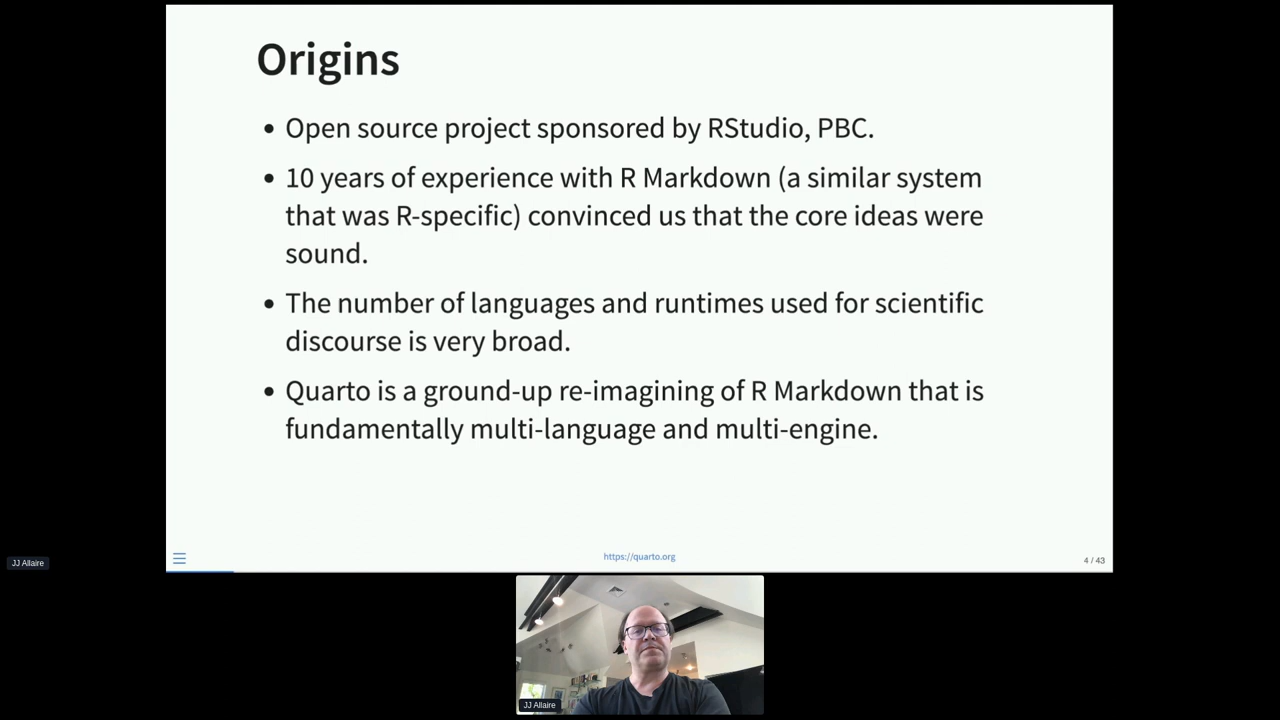 Origins
Open source project sponsored by RStudio, PBC.
10 years of experience with R Markdown (a similar system
that was R-specific) convinced us that the core ideas were
sound.
The number of languages and runtimes used for scientific
discourse is very broad.
Quarto is a ground-up re-imagining of R Markdown that is
fundamentally multi-language and multi-engine.
https://quarto.org
4 / 43
JJ Allaire
JJ Allaire